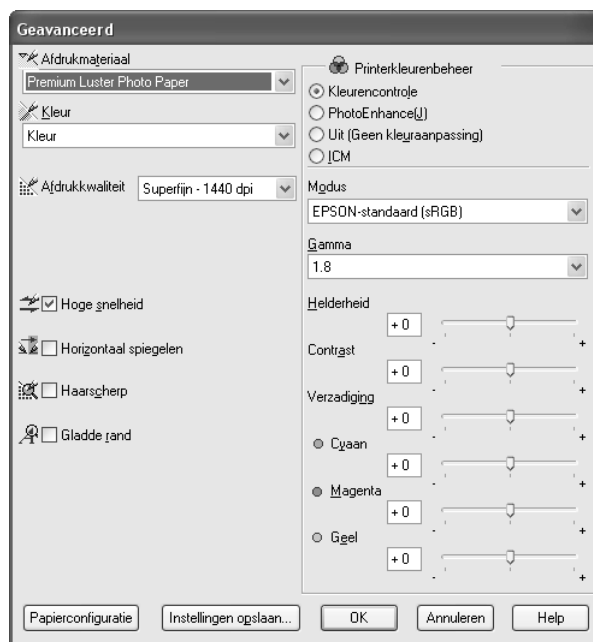 Geavanceerd
Afdrukmateriaal
Premium Luster Photo Paper
Kleur
Kleur
Afdrukkwaliteit Superfijn - 1440 dpi
Hoge snelheid
Horizontaal spiegelen
Haarscherp
Gladde rand
Printerkleurenbeheer
Kleurencontrole
PhotoEnhance(J)
Uit (Geen kleuraanpassing)
ICM
Modus
EPSON-standaard (sRGB)
Gamma
1.8
Helderheid
+ 0
- +
Contrast
+ 0
- +
Verzadiging
+ 0
- +
Cyaan
+ 0
- +
Magenta
+ 0
- +
Geel
+ 0
- +
Papierconfiguratie Instellingen opslaan... OK Annuleren Help